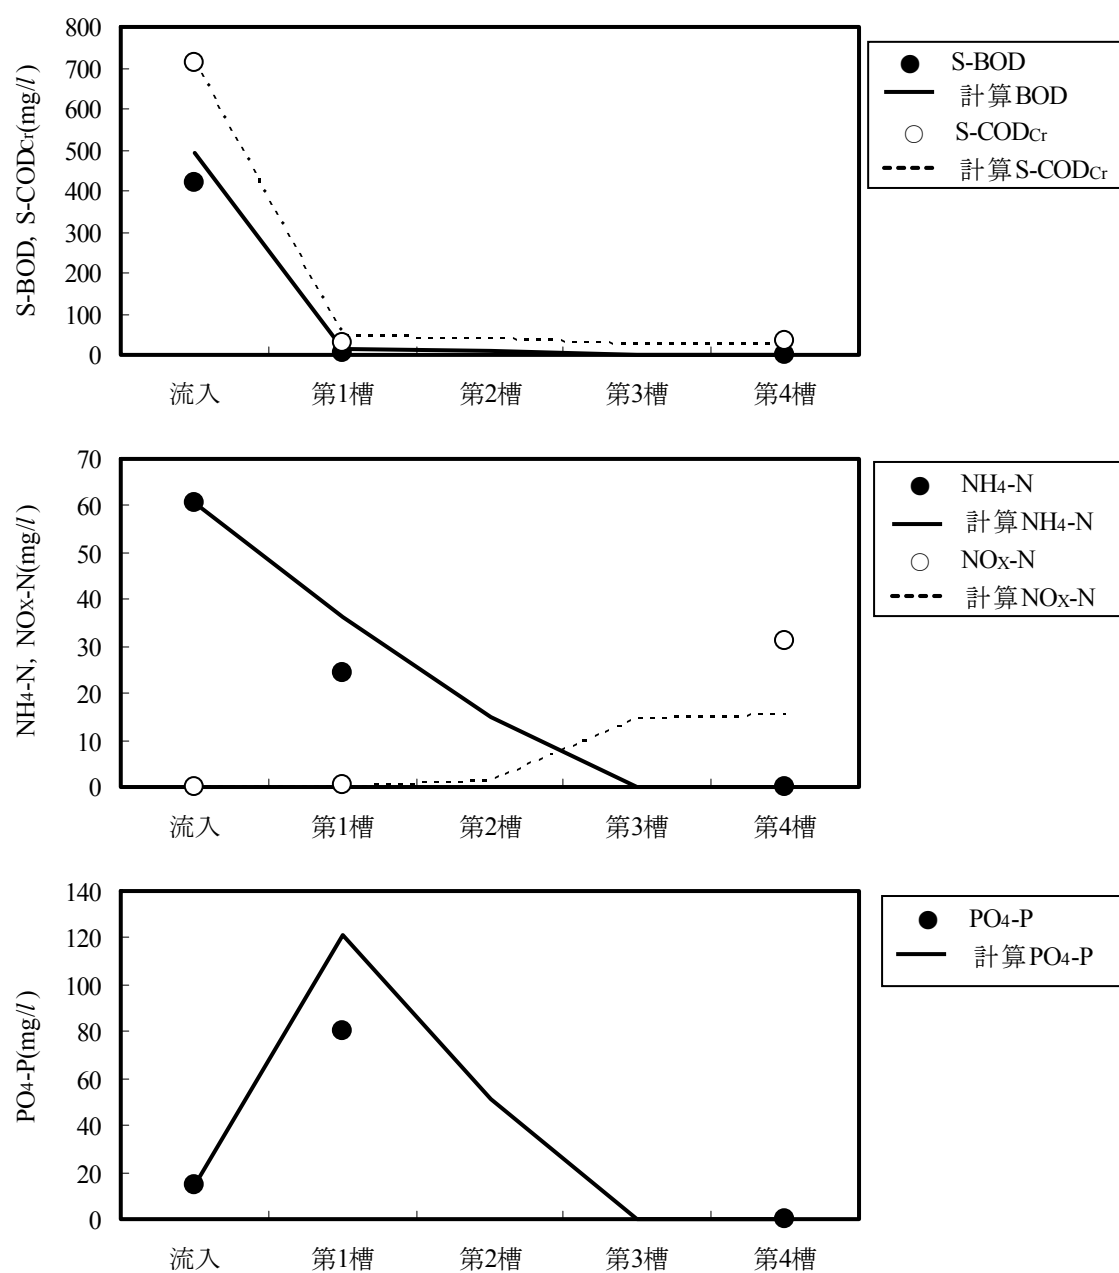 S-BOD, S-CODCr(mg/l)
800
700
600
500
400
300
200
100
0
流入 第1槽 第2槽 第3槽 第4槽
S-BOD
計算BOD
S-CODCr
計算S-CODCr
NH4-N, NOX-N(mg/l)
70
60
50
40
30
20
10
0
流入 第1槽 第2槽 第3槽 第4槽
NH4-N
計算NH4-N
NOX-N
計算NOX-N
PO4-P(mg/l)
140
120
100
80
60
40
20
0
流入 第1槽 第2槽 第3槽 第4槽
PO4-P
計算PO4-P